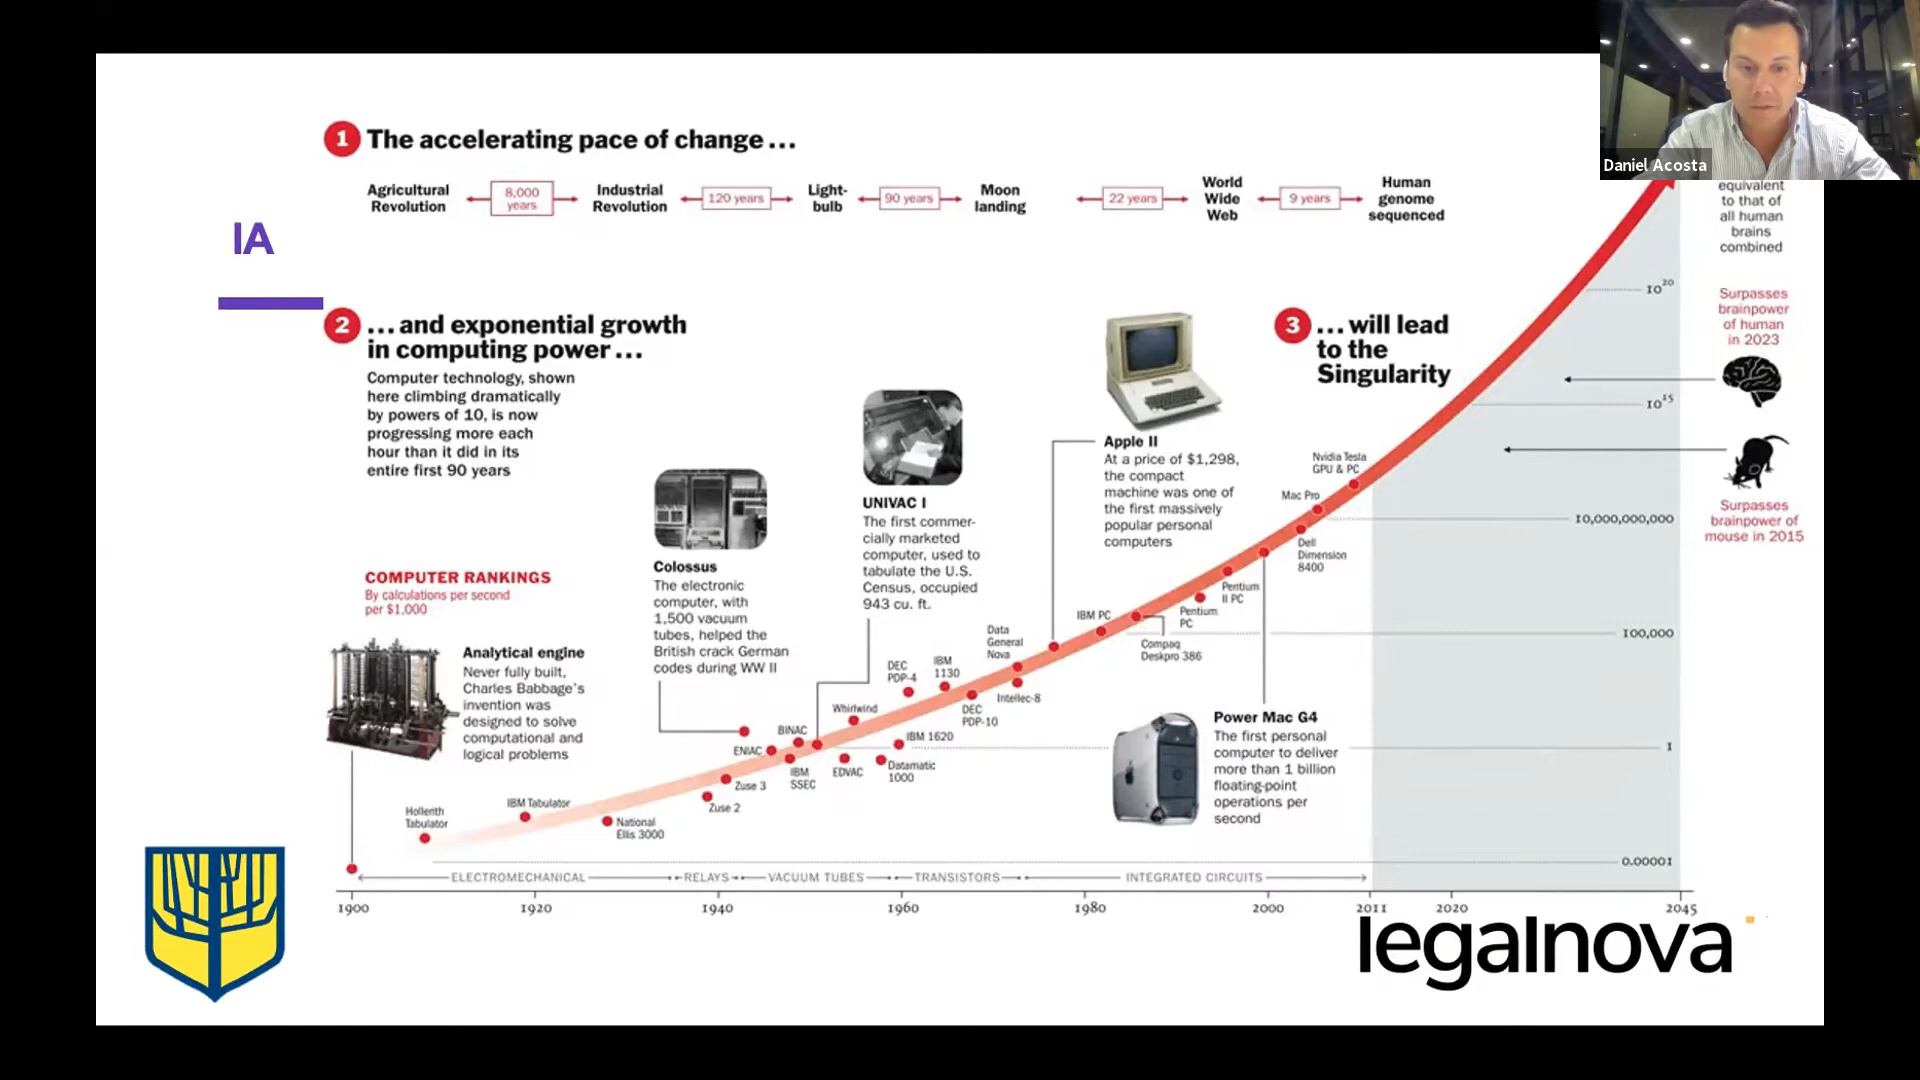 Daniel Acosta
1 The accelerating pace of change ...
Agricultural
Revolution
8,000
years
Industrial
Revolution
120 years
Light-
bulb
90 years
Moon
landing
22 years
World
Wide
Web
9 years
Human
genome
sequenced
IA
2 ... and exponential growth
in computing power ...
Computer technology, shown
here climbing dramatically
by powers of 10, is now
progressing more each
hour than it did in its
entire first 90 years
3 ... will lead
to the
Singularity
equivalent
to that of
all human
brains
combined
10²⁰
Surpasses
brainpower
of human
in 2023
10¹⁵
Surpasses
brainpower of
mouse in 2015
10,000,000,000
100,000
1
0.00001
COMPUTER RANKINGS
By calculations per second
per $1,000
Analytical engine
Never fully built,
Charles Babbage's
invention was
designed to solve
computational and
logical problems
Colossus
The electronic
computer, with
1,500 vacuum
tubes, helped the
British crack German
codes during WW II
UNIVAC I
The first commer-
cially marketed
computer, used to
tabulate the U.S.
Census, occupied
943 cu. ft.
Apple II
At a price of $1,298,
the compact
machine was one of
the first massively
popular personal
computers
Power Mac G4
The first personal
computer to deliver
more than 1 billion
floating-point
operations per
second
Hollerith
Tabulator
IBM Tabulator
National
Ellis 3000
Zuse 2
Zuse 3
ENIAC
BINAC
IBM
SSEC
Whirlwind
EDVAC
Datamatic
1000
IBM 1620
DEC
PDP-4
IBM
1130
DEC
PDP-10
Data
General
Nova
Intellec-8
IBM PC
Compaq
Deskpro 386
Pentium
PC
Pentium
II PC
Dell
Dimension
8400
Mac Pro
Nvidia Tesla
GPU & PC
ELECTROMECHANICAL
RELAYS
VACUUM TUBES
TRANSISTORS
INTEGRATED CIRCUITS
1900
1920
1940
1960
1980
2000
2011
2020
2045
legalnova